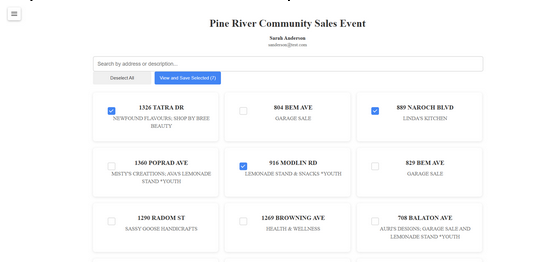 Pine River Community Sales Event
Sarah Anderson
sanderson@test.com
Search by address or description...
Deselect All
View and Save Selected (7)
1326 TATRA DR
NEWFOUND FLAVOURS; SHOP BY BREE
BEAUTY
804 BEM AVE
GARAGE SALE
889 NAROCH BLVD
LINDA'S KITCHEN
1360 POPRAD AVE
MISTY'S CREATTIONS; AVA'S LEMONADE
STAND *YOUTH
916 MODLIN RD
LEMONADE STAND & SNACKS *YOUTH
829 BEM AVE
GARAGE SALE
1290 RADOM ST
SASSY GOOSE HANDICRAFTS
1269 BROWNING AVE
HEALTH & WELLNESS
708 BALATON AVE
AURI'S DESIGNS; GARAGE SALE AND
LEMONADE STAND *YOUTH